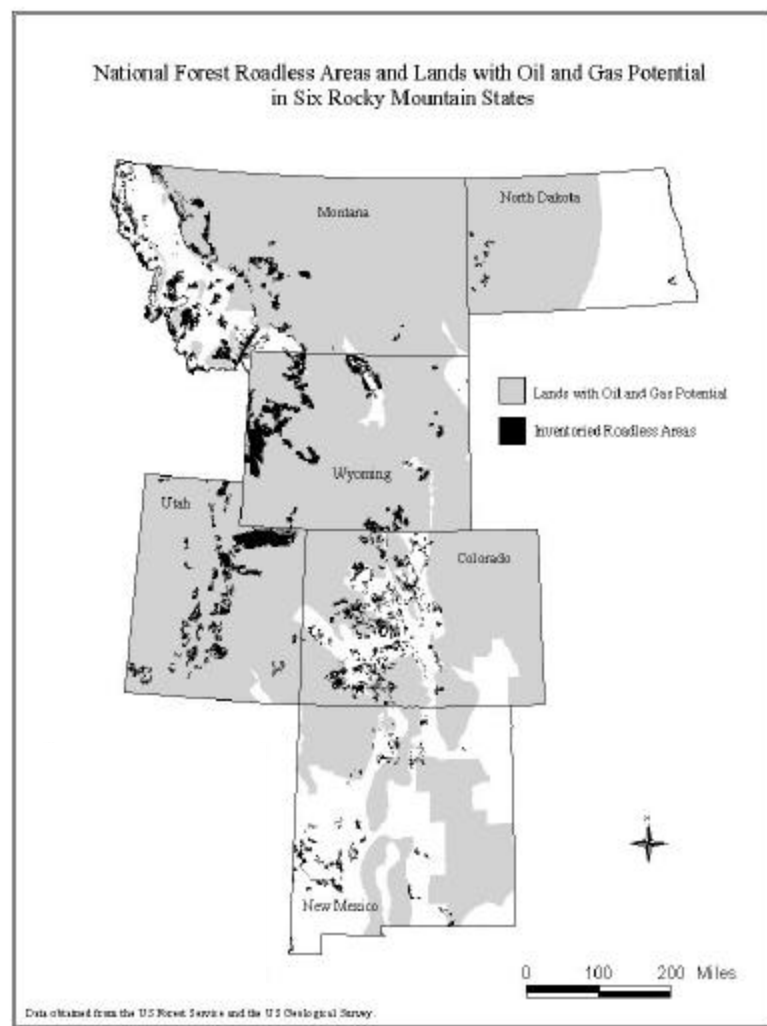 National Forest Roadless Areas and Lands with Oil and Gas Potential
in Six Rocky Mountain States
Montana
North Dakota
Lands with Oil and Gas Potential
Inventoried Roadless Areas
Wyoming
Utah
Colorado
New Mexico
N
0 100 200 Miles
Data obtained from the US Forest Service and the US Geological Survey.